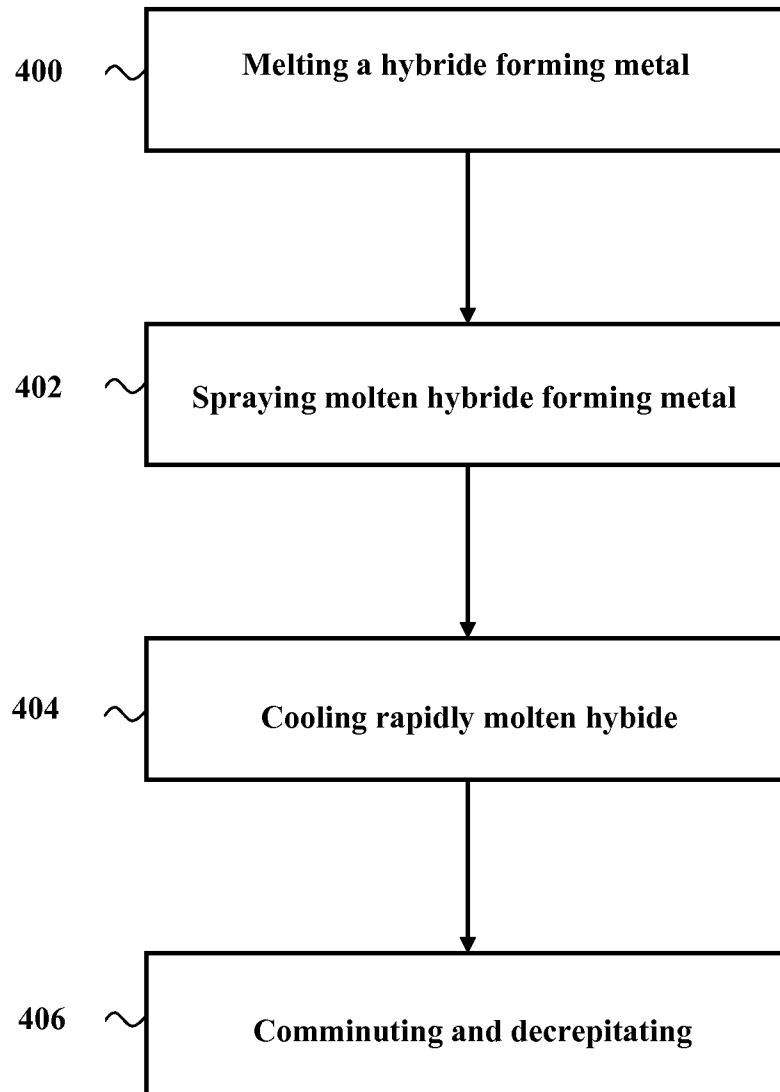 400 Melting a hybride forming metal
402 Spraying molten hybride forming metal
404 Cooling rapidly molten hybide
406 Comminuting and decrepitating